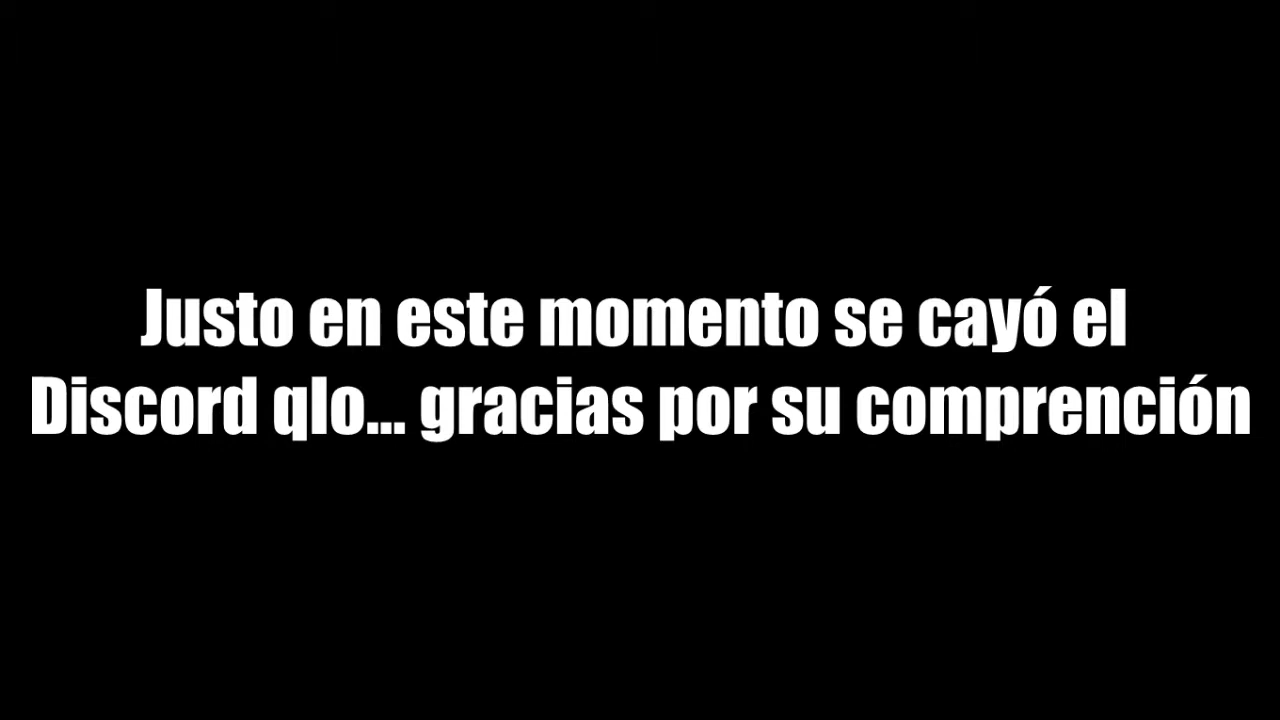 Justo en este momento se cayó el
Discord qlo... gracias por su comprención